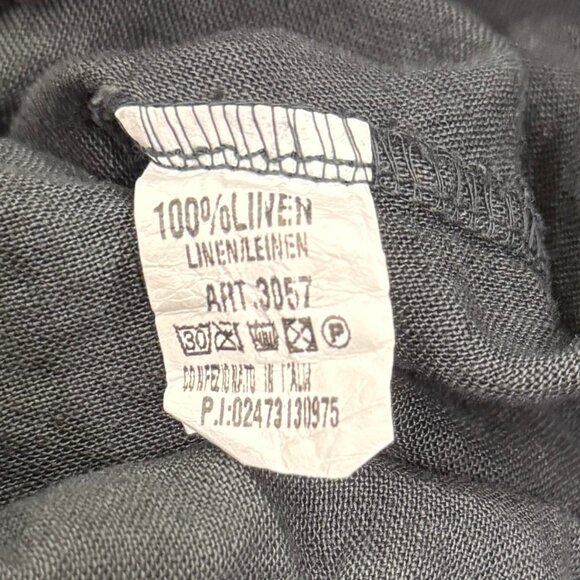 100%LINEN
LINEN/LEINEN
ART.3057
30 P
CONFEZIONATO IN ITALIA
P.I:02473130975